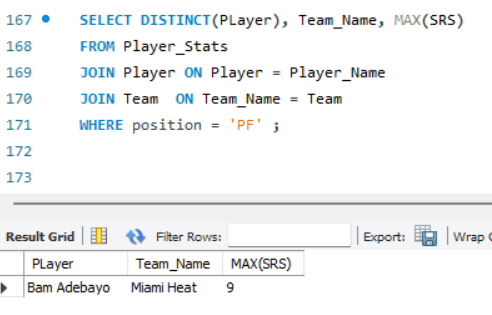 167 SELECT DISTINCT(PLayer), Team_Name, MAX(SRS)
168 FROM Player_Stats
169 JOIN Player ON Player = Player_Name
170 JOIN Team  ON Team_Name = Team
171 WHERE position = 'PF' ;
172
173
Result Grid Filter Rows: Export: Wrap C
PLayer Team_Name MAX(SRS)
Bam Adebayo Miami Heat 9